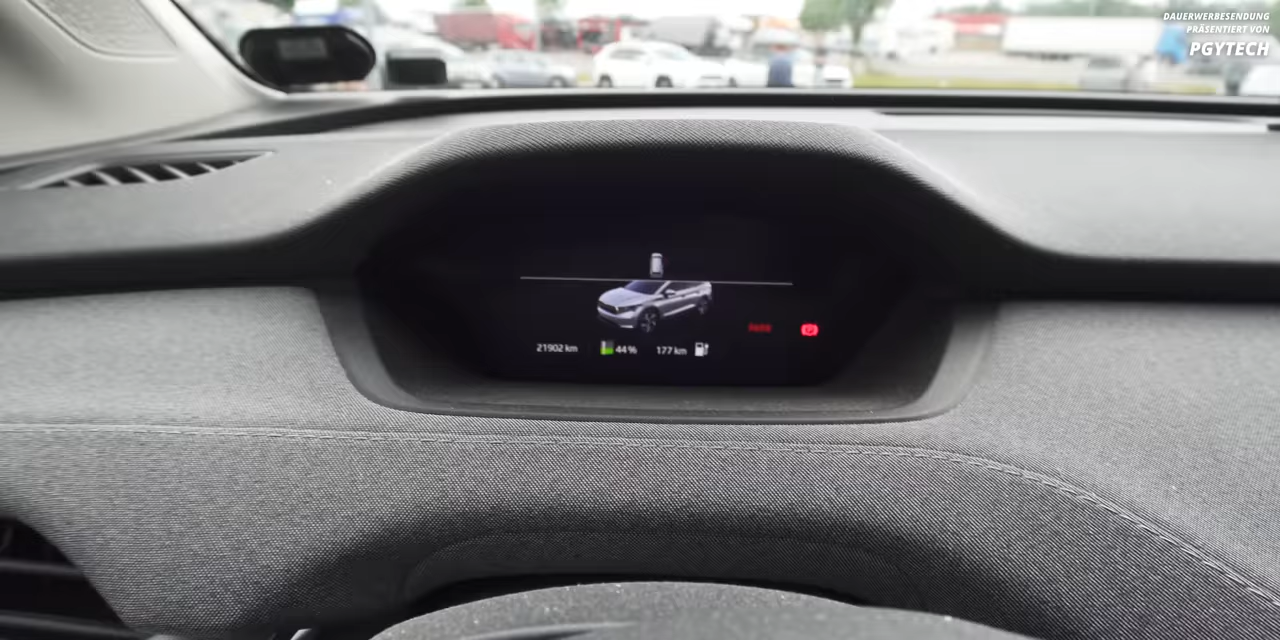 DAUERWERBESENDUNG
PRÄSENTIERT VON
PGYTECH
21902 km
44 %
177 km